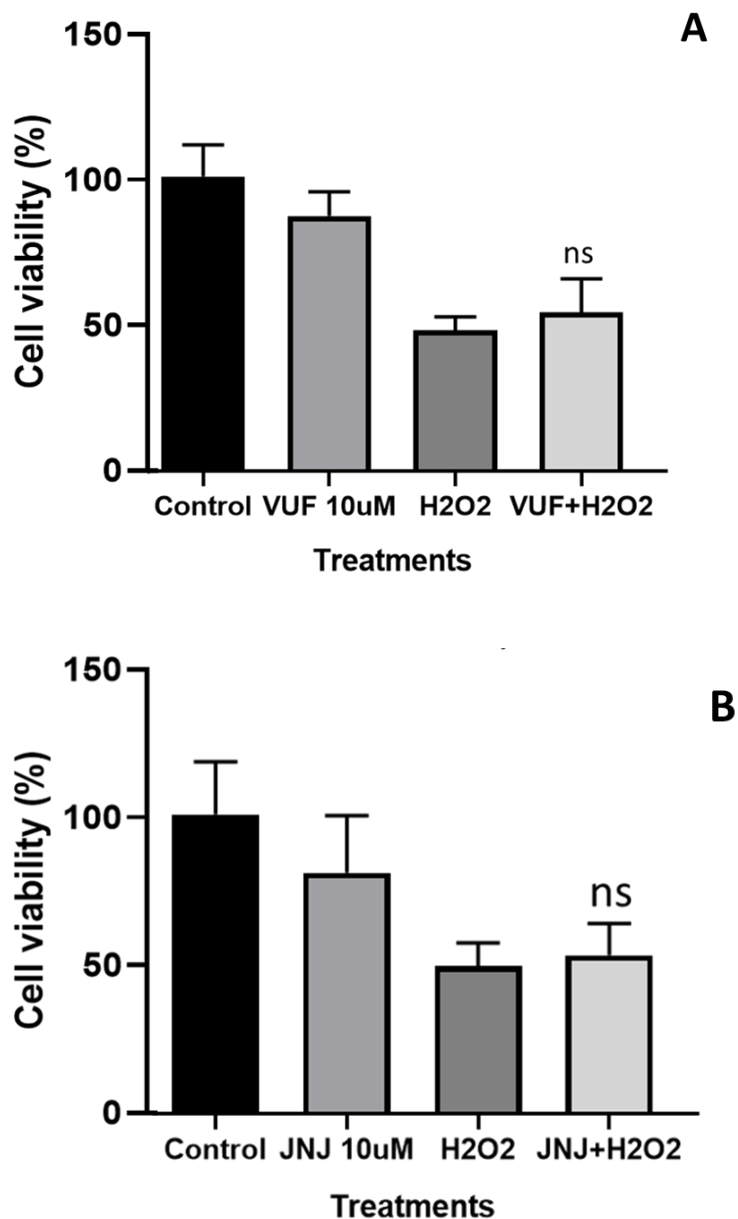 A
150
100
50
0
Cell viability (%)
ns
Control VUF 10uM H2O2 VUF+H2O2
Treatments
B
150
100
50
0
Cell viability (%)
ns
Control JNJ 10uM H2O2 JNJ+H2O2
Treatments